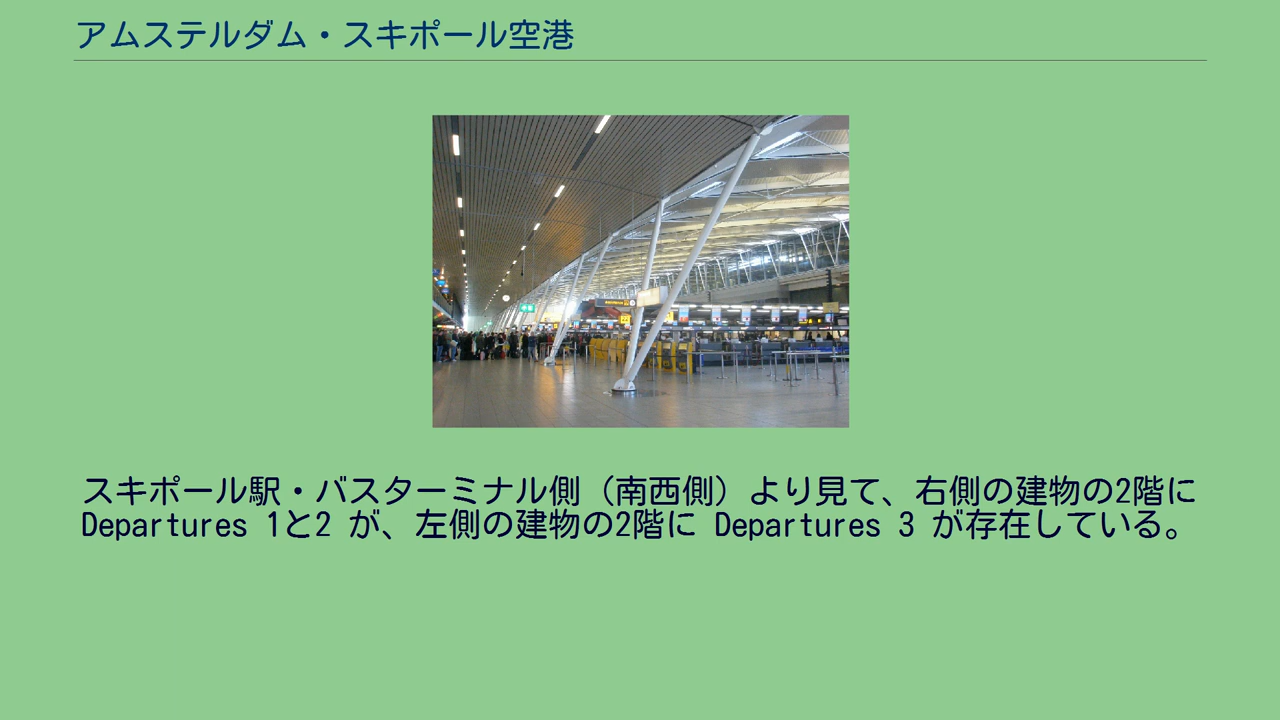 アムステルダム・スキポール空港
スキポール駅・バスターミナル側（南西側）より見て、右側の建物の2階に
Departures 1と2 が、左側の建物の2階に Departures 3 が存在している。